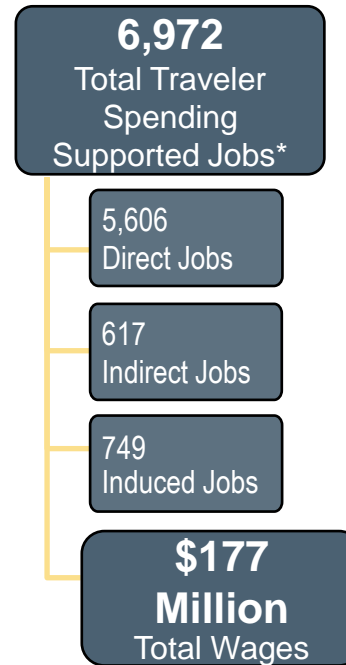 6,972
Total Traveler
Spending
Supported Jobs*
5,606
Direct Jobs
617
Indirect Jobs
749
Induced Jobs
$177
Million
Total Wages